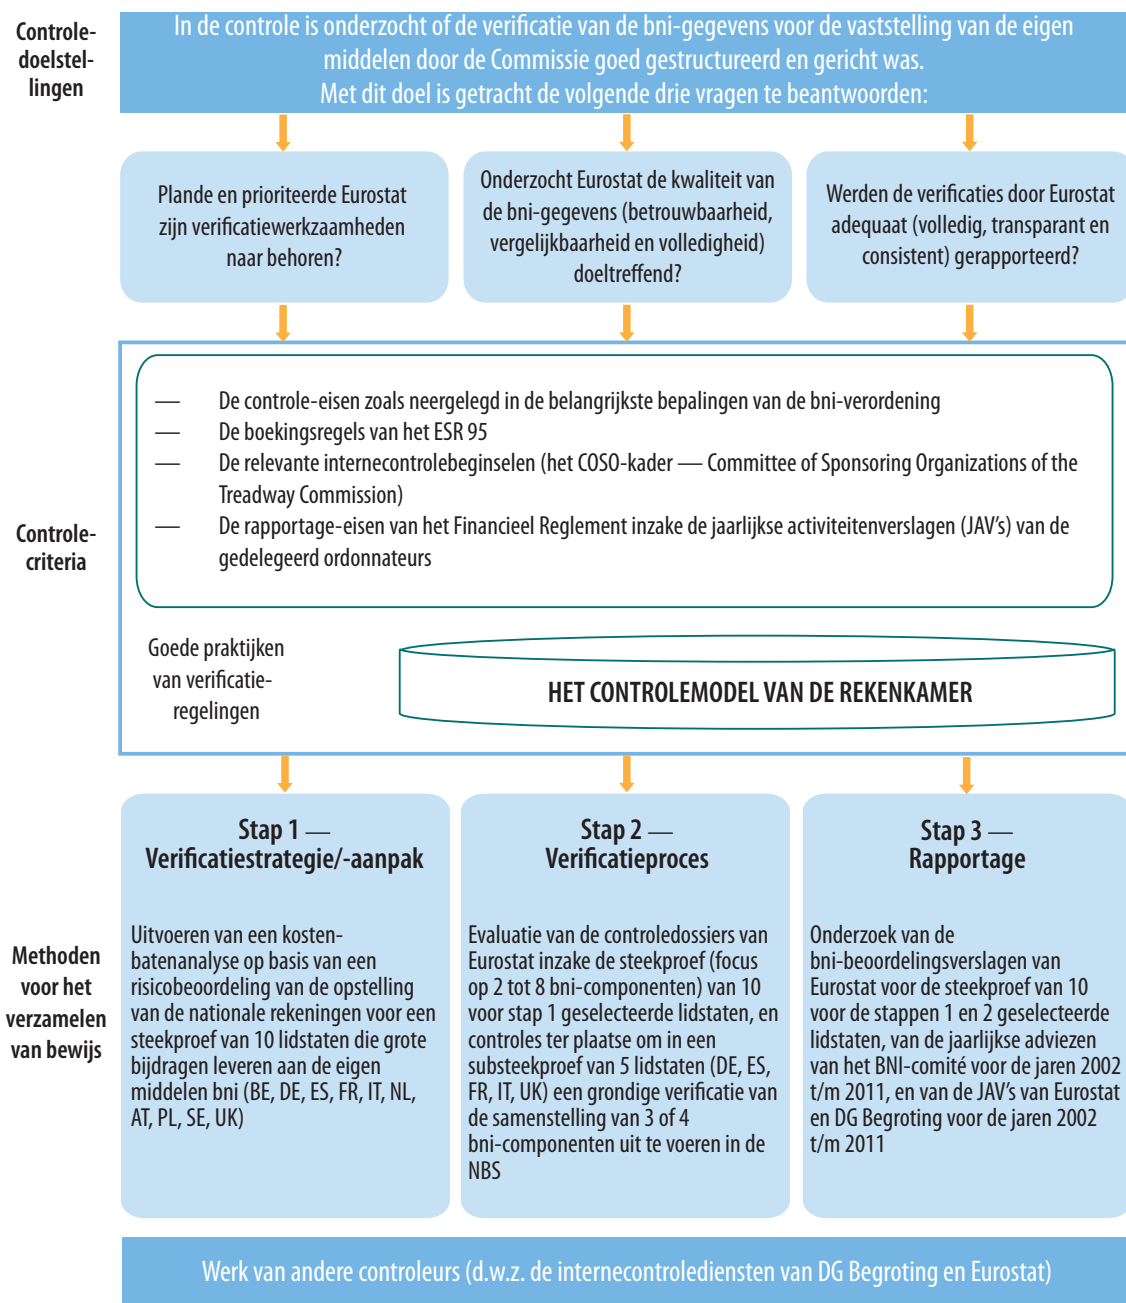 Controle-
doelstel-
lingen
In de controle is onderzocht of de verificatie van de bni-gegevens voor de vaststelling van de eigen
middelen door de Commissie goed gestructureerd en gericht was.
Met dit doel is getracht de volgende drie vragen te beantwoorden:
Plande en prioriteerde Eurostat
zijn verificatiewerkzaamheden
naar behoren?
Onderzocht Eurostat de kwaliteit van
de bni-gegevens (betrouwbaarheid,
vergelijkbaarheid en volledigheid)
doeltreffend?
Werden de verificaties door Eurostat
adequaat (volledig, transparant en
consistent) gerapporteerd?
Controle-
criteria
— De controle-eisen zoals neergelegd in de belangrijkste bepalingen van de bni-verordening
— De boekingsregels van het ESR 95
— De relevante internecontrolebeginselen (het COSO-kader — Committee of Sponsoring Organizations of the
Treadway Commission)
— De rapportage-eisen van het Financieel Reglement inzake de jaarlijkse activiteitenverslagen (JAV's) van de
gedelegeerd ordonnateurs
Goede praktijken
van verificatie-
regelingen
HET CONTROLEMODEL VAN DE REKENKAMER
Methoden
voor het
verzamelen
van bewijs
Stap 1 —
Verificatiestrategie/-aanpak
Uitvoeren van een kosten-
batenanalyse op basis van een
risicobeoordeling van de opstelling
van de nationale rekeningen voor een
steekproef van 10 lidstaten die grote
bijdragen leveren aan de eigen
middelen bni (BE, DE, ES, FR, IT, NL,
AT, PL, SE, UK)
Stap 2 —
Verificatieproces
Evaluatie van de controledossiers van
Eurostat inzake de steekproef (focus
op 2 tot 8 bni-componenten) van 10
voor stap 1 geselecteerde lidstaten, en
controles ter plaatse om in een
substeekproef van 5 lidstaten (DE, ES,
FR, IT, UK) een grondige verificatie van
de samenstelling van 3 of 4
bni-componenten uit te voeren in de
NBS
Stap 3 —
Rapportage
Onderzoek van de
bni-beoordelingsverslagen van
Eurostat voor de steekproef van 10
voor de stappen 1 en 2 geselecteerde
lidstaten, van de jaarlijkse adviezen
van het BNI-comité voor de jaren 2002
t/m 2011, en van de JAV's van Eurostat
en DG Begroting voor de jaren 2002
t/m 2011
Werk van andere controleurs (d.w.z. de internecontrolediensten van DG Begroting en Eurostat)